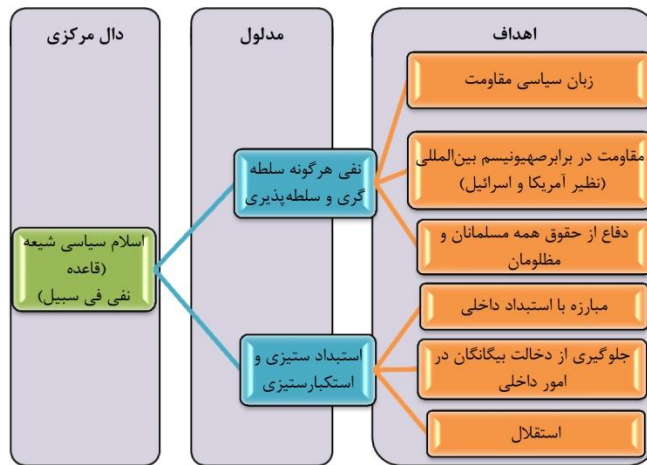 دال مرکزی
مدلول
اهداف
اسلام سیاسی شیعه
(قاعده
نفی فی سبیل)
نفی هرگونه سلطه
گری و سلطه‌پذیری
استبداد ستیزی و
استکبارستیزی
زبان سیاسی مقاومت
مقاومت در برابرصهیونیسم بین‌المللی
(نظیر آمریکا و اسرائیل)
دفاع از حقوق همه مسلمانان و
مظلومان
مبارزه با استبداد داخلی
جلوگیری از دخالت بیگانگان در
امور داخلی
استقلال